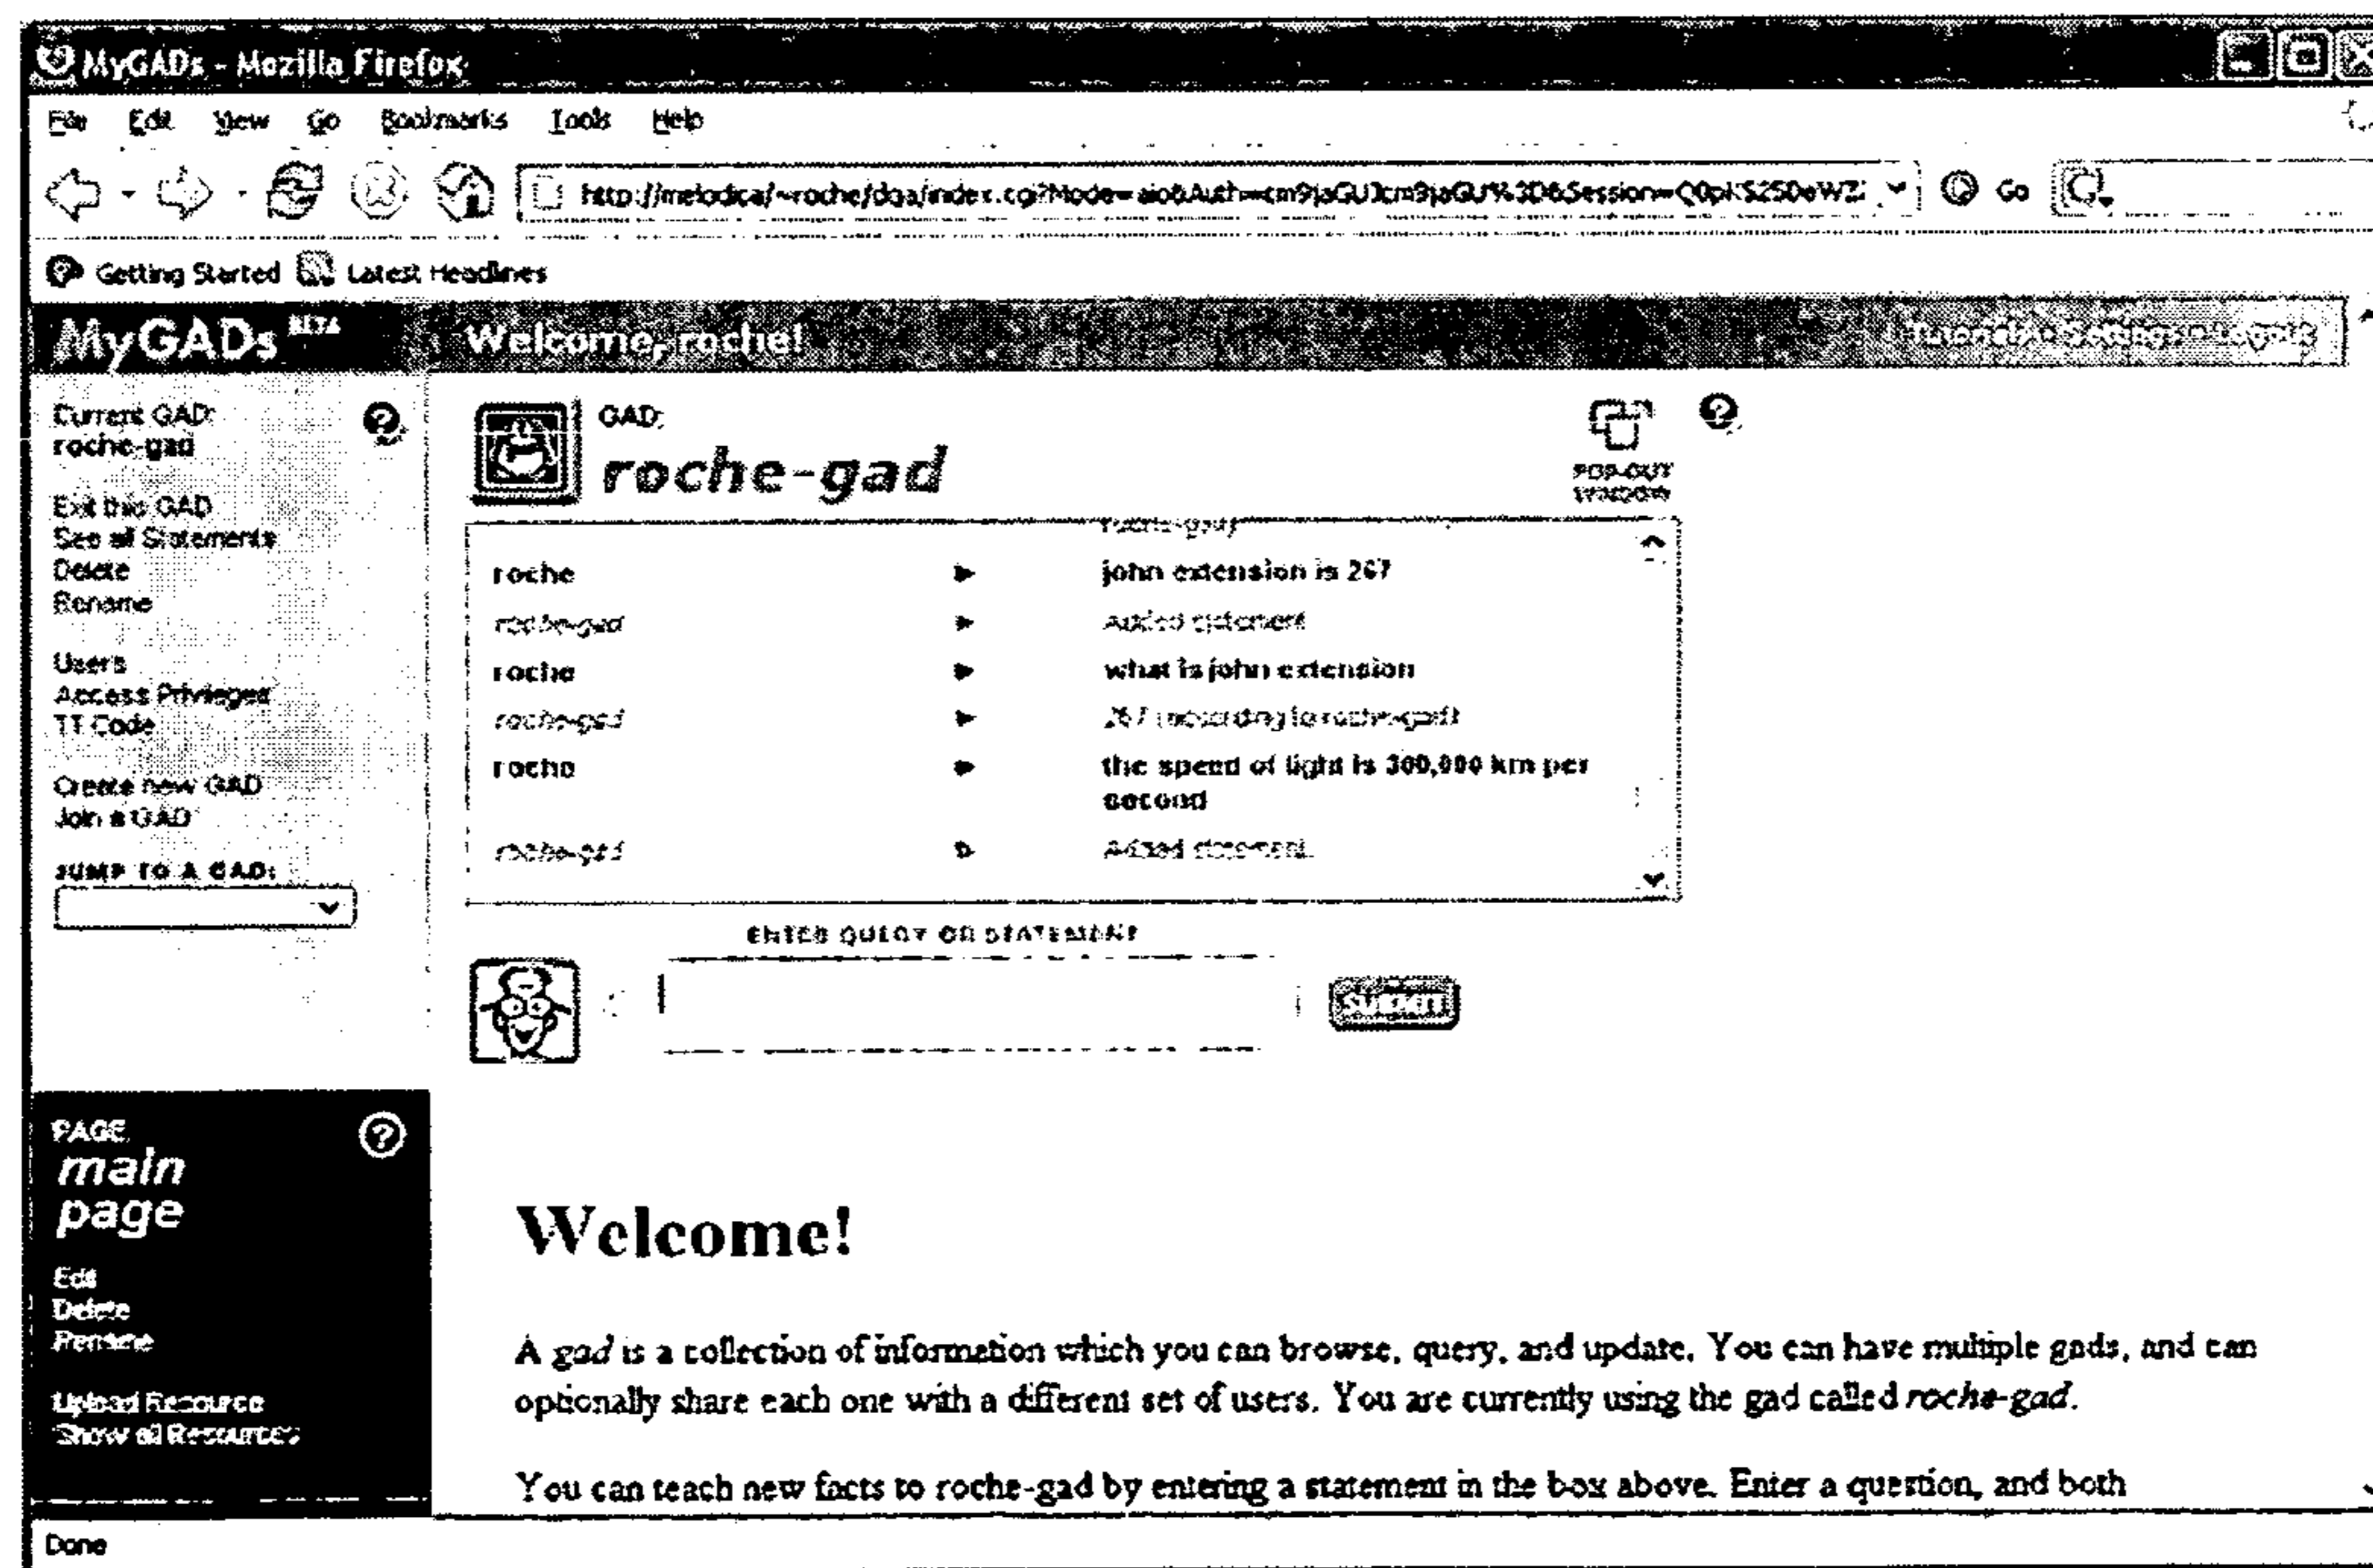 MyGADs - Mozilla Firefox
File Edit View Go Bookmarks Tools Help
Go
Getting Started Latest Headlines
MyGADs BETA Welcome, roche! Tutorials • Settings • Logout
Current GAD:
roche-gad
Exit this GAD
See all Statements
Delete
Rename
Users
Access Privileges
TT Code
Create new GAD
Join a GAD
JUMP TO A GAD:
GAD:
roche-gad
POP-OUT
WINDOW
roche-gad)
roche john extension is 267
roche-gad Added statement
roche what is john extension
roche-gad 267 (according to roche-gad)
roche the speed of light is 300,000 km per
second
roche-gad Added statement.
ENTER QUERY OR STATEMENT
SUBMIT
PAGE:
main
page
Edit
Delete
Rename
Upload Resource
Show all Resources
Welcome!
A gad is a collection of information which you can browse, query, and update. You can have multiple gads, and can
optionally share each one with a different set of users. You are currently using the gad called roche-gad.
You can teach new facts to roche-gad by entering a statement in the box above. Enter a question, and both
Done